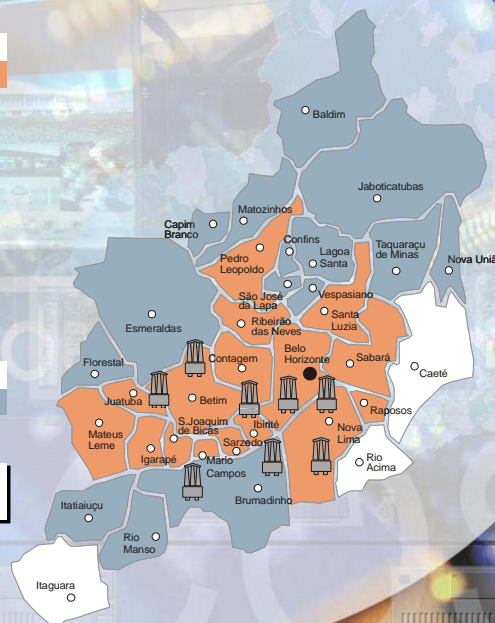 Baldim
Jaboticatubas
Matozinhos
Capim
Branco
Confins
Pedro
Leopoldo
Lagoa
Santa
Taquaraçu
de Minas
Nova Uniã
São José
da Lapa
Vespasiano
Santa
Luzia
Ribeirão
das Neves
Esmeraldas
Belo
Horizonte
Contagem
Sabará
Florestal
Caeté
Juatuba
Betim
Raposos
Mateus
Leme
S.Joaquim
de Bicas
Ibirité
Nova
Lima
Sarzedo
Igarapé
Mário
Campos
Rio
Acima
Brumadinho
Itatiaiuçu
Rio
Manso
Itaguara